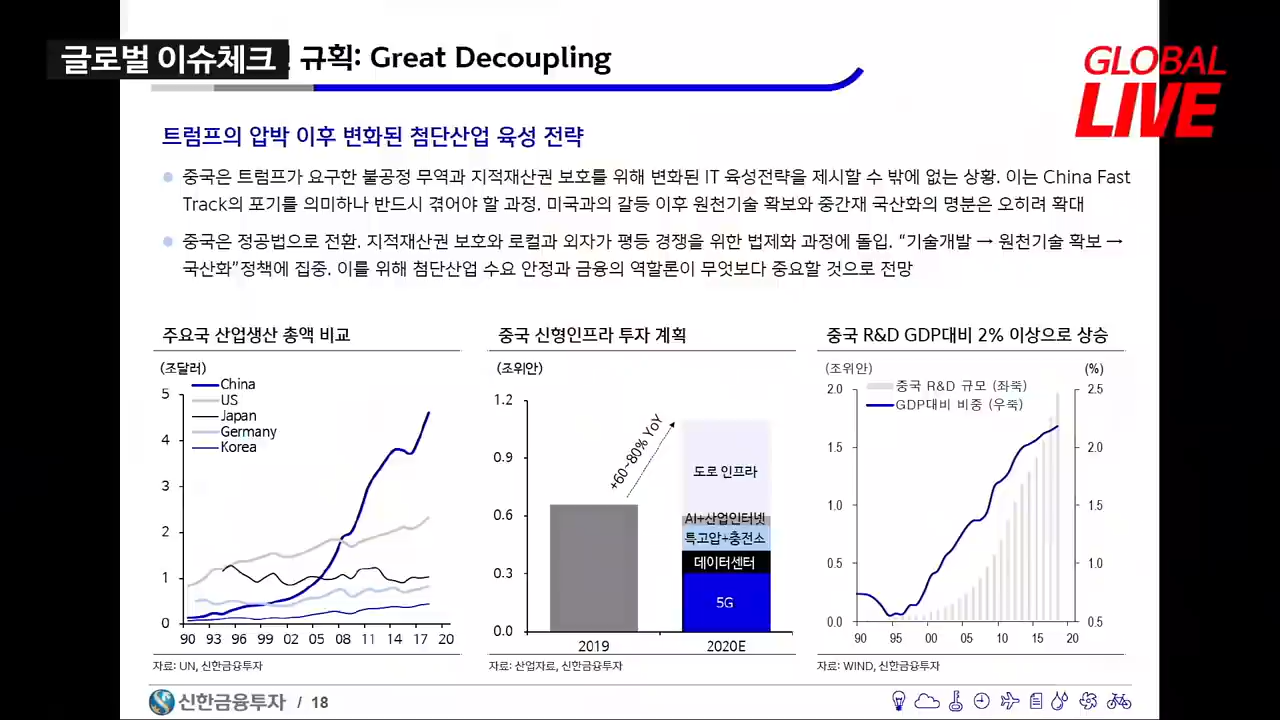 글로벌 이슈체크
규획: Great Decoupling
GLOBAL
LIVE
트럼프의 압박 이후 변화된 첨단산업 육성 전략
중국은 트럼프가 요구한 불공정 무역과 지적재산권 보호를 위해 변화된 IT 육성전략을 제시할 수 밖에 없는 상황. 이는 China Fast
Track의 포기를 의미하나 반드시 겪어야 할 과정. 미국과의 갈등 이후 원천기술 확보와 중간재 국산화의 명분은 오히려 확대
중국은 정공법으로 전환. 지적재산권 보호와 로컬과 외자가 평등 경쟁을 위한 법제화 과정에 돌입. “기술개발 → 원천기술 확보 →
국산화”정책에 집중. 이를 위해 첨단산업 수요 안정과 금융의 역할론이 무엇보다 중요할 것으로 전망
주요국 산업생산 총액 비교
(조달러)
China
US
Japan
Germany
Korea
5
4
3
2
1
0
90 93 96 99 02 05 08 11 14 17 20
자료: UN, 신한금융투자
중국 신형인프라 투자 계획
(조위안)
1.2
0.9
0.6
0.3
0.0
+60~80% YoY
도로 인프라
AI+산업인터넷
특고압+충전소
데이터센터
5G
2019 2020E
자료: 산업자료, 신한금융투자
중국 R&D GDP대비 2% 이상으로 상승
(조위안) (%)
중국 R&D 규모 (좌축)
GDP대비 비중 (우축)
2.0 2.5
1.5 2.0
1.0 1.5
0.5 1.0
0.0 0.5
90 95 00 05 10 15 20
자료: WIND, 신한금융투자
신한금융투자 / 18